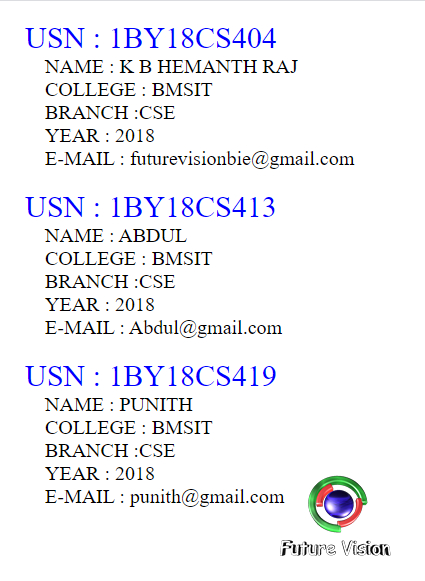 USN : 1BY18CS404
NAME : K B HEMANTH RAJ
COLLEGE : BMSIT
BRANCH :CSE
YEAR : 2018
E-MAIL : futurevisionbie@gmail.com
USN : 1BY18CS413
NAME : ABDUL
COLLEGE : BMSIT
BRANCH :CSE
YEAR : 2018
E-MAIL : Abdul@gmail.com
USN : 1BY18CS419
NAME : PUNITH
COLLEGE : BMSIT
BRANCH :CSE
YEAR : 2018
E-MAIL : punith@gmail.com
Future Vision